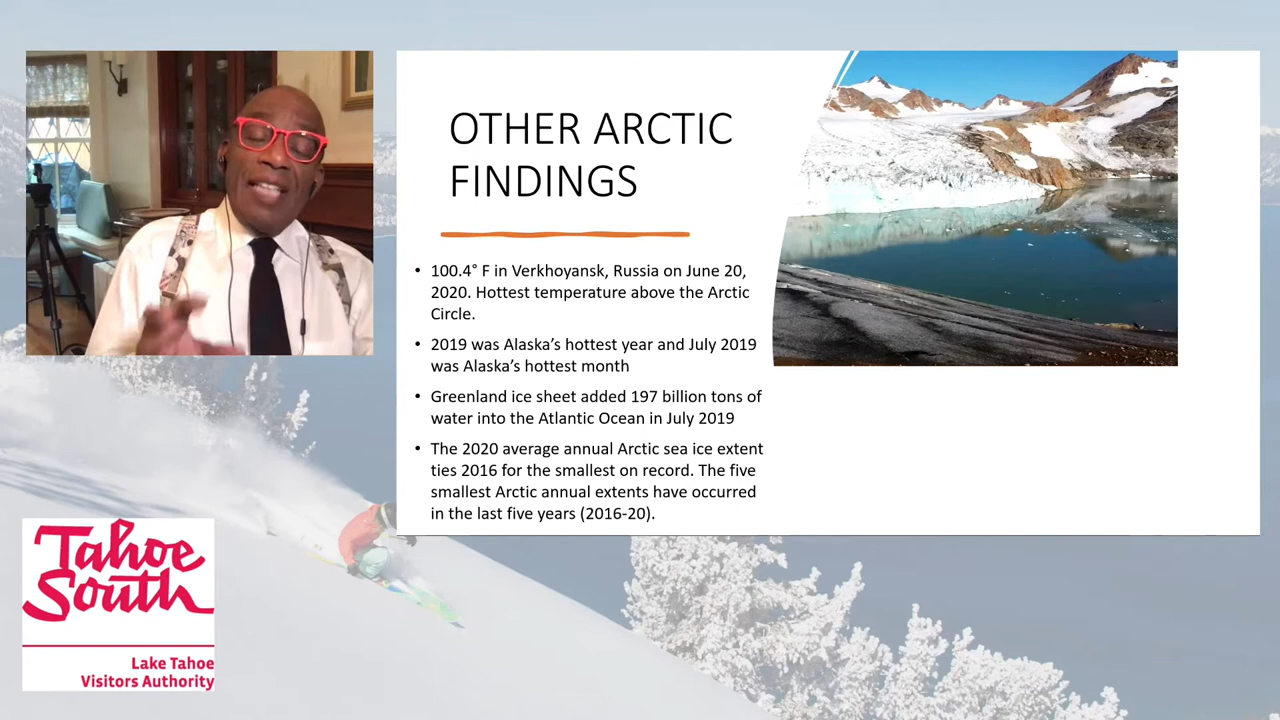 OTHER ARCTIC
FINDINGS
• 100.4° F in Verkhoyansk, Russia on June 20,
2020. Hottest temperature above the Arctic
Circle.
• 2019 was Alaska’s hottest year and July 2019
was Alaska’s hottest month
• Greenland ice sheet added 197 billion tons of
water into the Atlantic Ocean in July 2019
• The 2020 average annual Arctic sea ice extent
ties 2016 for the smallest on record. The five
smallest Arctic annual extents have occurred
in the last five years (2016-20).
Tahoe
South
Lake Tahoe
Visitors Authority